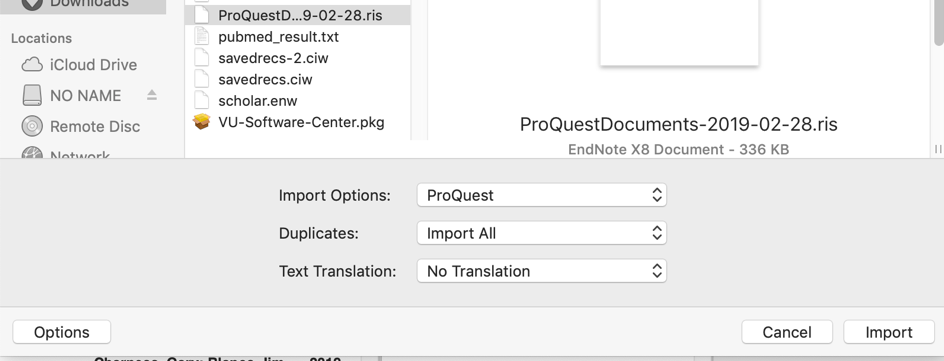 Downloads
Locations
iCloud Drive
NO NAME
Remote Disc
Network
ProQuestD...9-02-28.ris
pubmed_result.txt
savedrecs-2.ciw
savedrecs.ciw
scholar.enw
VU-Software-Center.pkg
ProQuestDocuments-2019-02-28.ris
EndNote X8 Document - 336 KB
Import Options: ProQuest
Duplicates: Import All
Text Translation: No Translation
Options Cancel Import